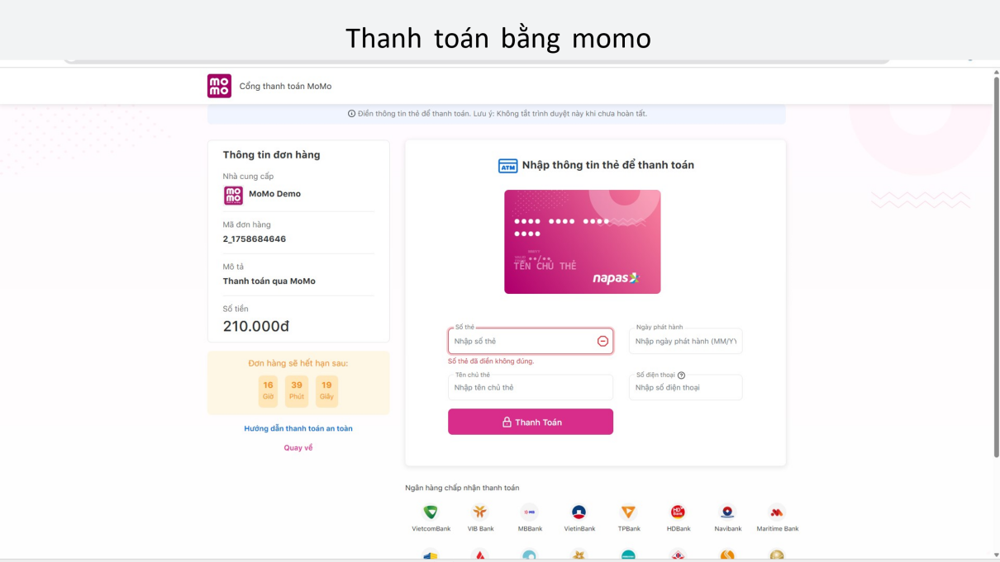 Thanh toán bằng momo
mo
mo
Cổng thanh toán MoMo
Điền thông tin thẻ để thanh toán. Lưu ý: Không tắt trình duyệt này khi chưa hoàn tất.
Thông tin đơn hàng
Nhà cung cấp
mo
mo
MoMo Demo
Mã đơn hàng
2_1758684646
Mô tả
Thanh toán qua MoMo
Số tiền
210.000đ
Đơn hàng sẽ hết hạn sau:
16 39 19
Giờ Phút Giây
Hướng dẫn thanh toán an toàn
Quay về
ATM Nhập thông tin thẻ để thanh toán
••/••
TÊN CHỦ THẺ
napas
Số thẻ
Nhập số thẻ
Số thẻ đã điền không đúng.
Ngày phát hành
Nhập ngày phát hành (MM/Y
Tên chủ thẻ
Nhập tên chủ thẻ
Số điện thoại
Nhập số điện thoại
Thanh Toán
Ngân hàng chấp nhận thanh toán
VietcomBank VIB Bank MBBank VietinBank TPBank HDBank Navibank Maritime Bank